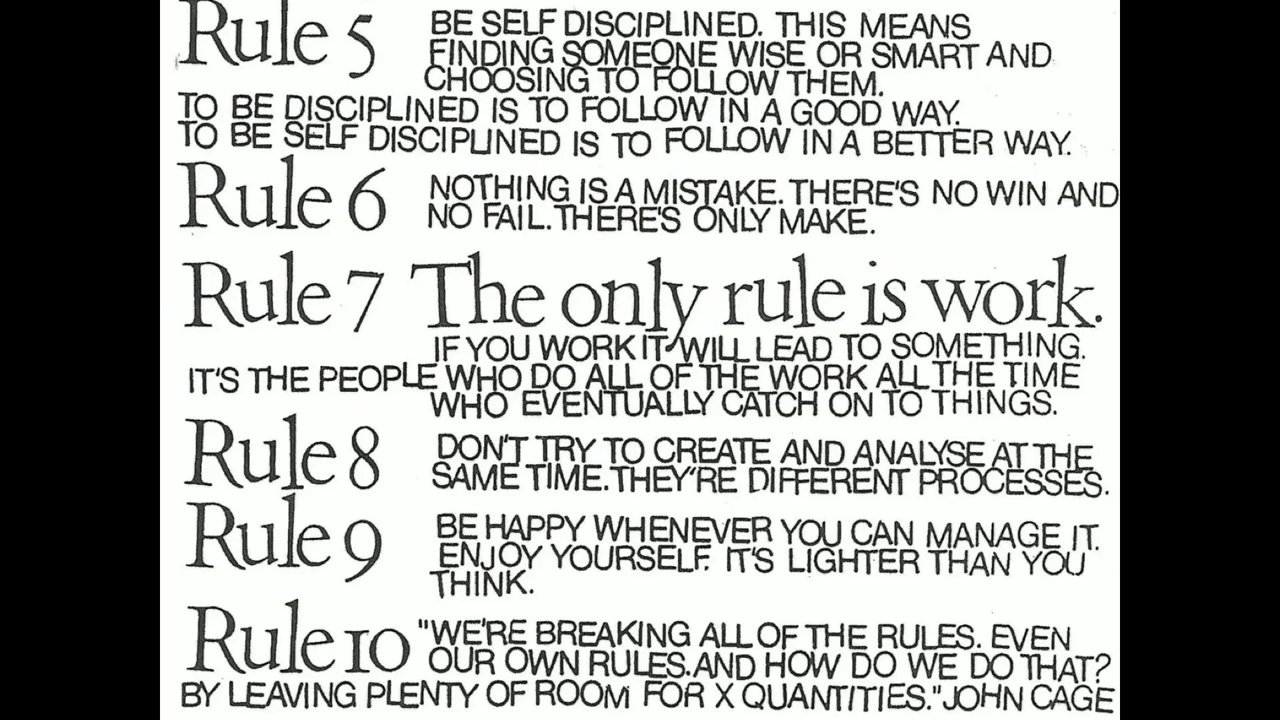 Rule 5 BE SELF DISCIPLINED. THIS MEANS
FINDING SOMEONE WISE OR SMART AND
CHOOSING TO FOLLOW THEM.
TO BE DISCIPLINED IS TO FOLLOW IN A GOOD WAY.
TO BE SELF DISCIPLINED IS TO FOLLOW IN A BETTER WAY.
Rule 6 NOTHING IS A MISTAKE. THERE'S NO WIN AND
NO FAIL. THERE'S ONLY MAKE.
Rule 7 The only rule is work.
IF YOU WORK IT WILL LEAD TO SOMETHING.
IT'S THE PEOPLE WHO DO ALL OF THE WORK ALL THE TIME
WHO EVENTUALLY CATCH ON TO THINGS.
Rule 8 DON'T TRY TO CREATE AND ANALYSE AT THE
SAME TIME. THEY'RE DIFFERENT PROCESSES.
Rule 9 BE HAPPY WHENEVER YOU CAN MANAGE IT.
ENJOY YOURSELF. IT'S LIGHTER THAN YOU
THINK.
Rule 10 "WE'RE BREAKING ALL OF THE RULES. EVEN
OUR OWN RULES. AND HOW DO WE DO THAT?
BY LEAVING PLENTY OF ROOM FOR X QUANTITIES." JOHN CAGE